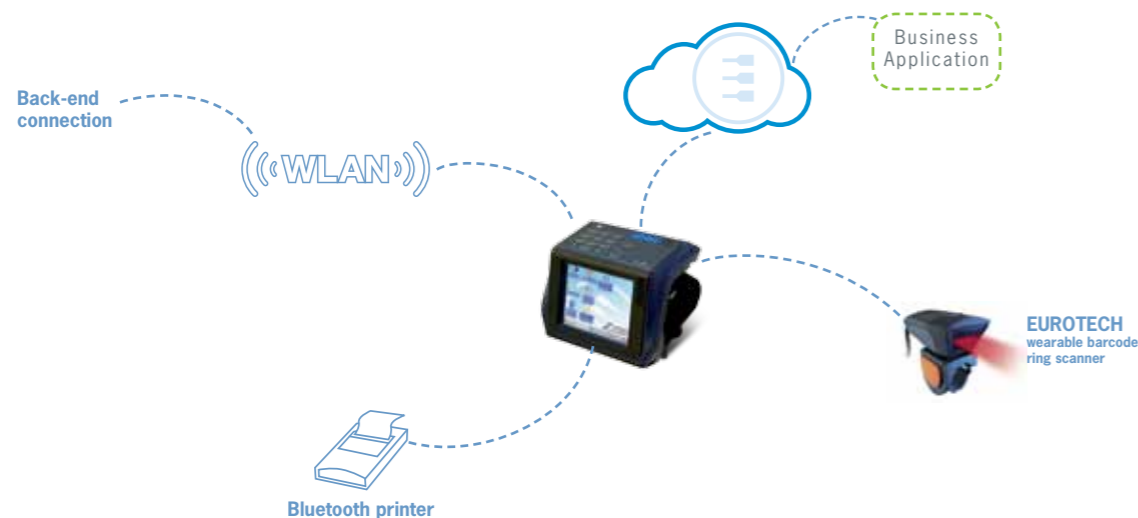 Business
Application
Back-end
connection
WLAN
EUROTECH
wearable barcode
ring scanner
Bluetooth printer